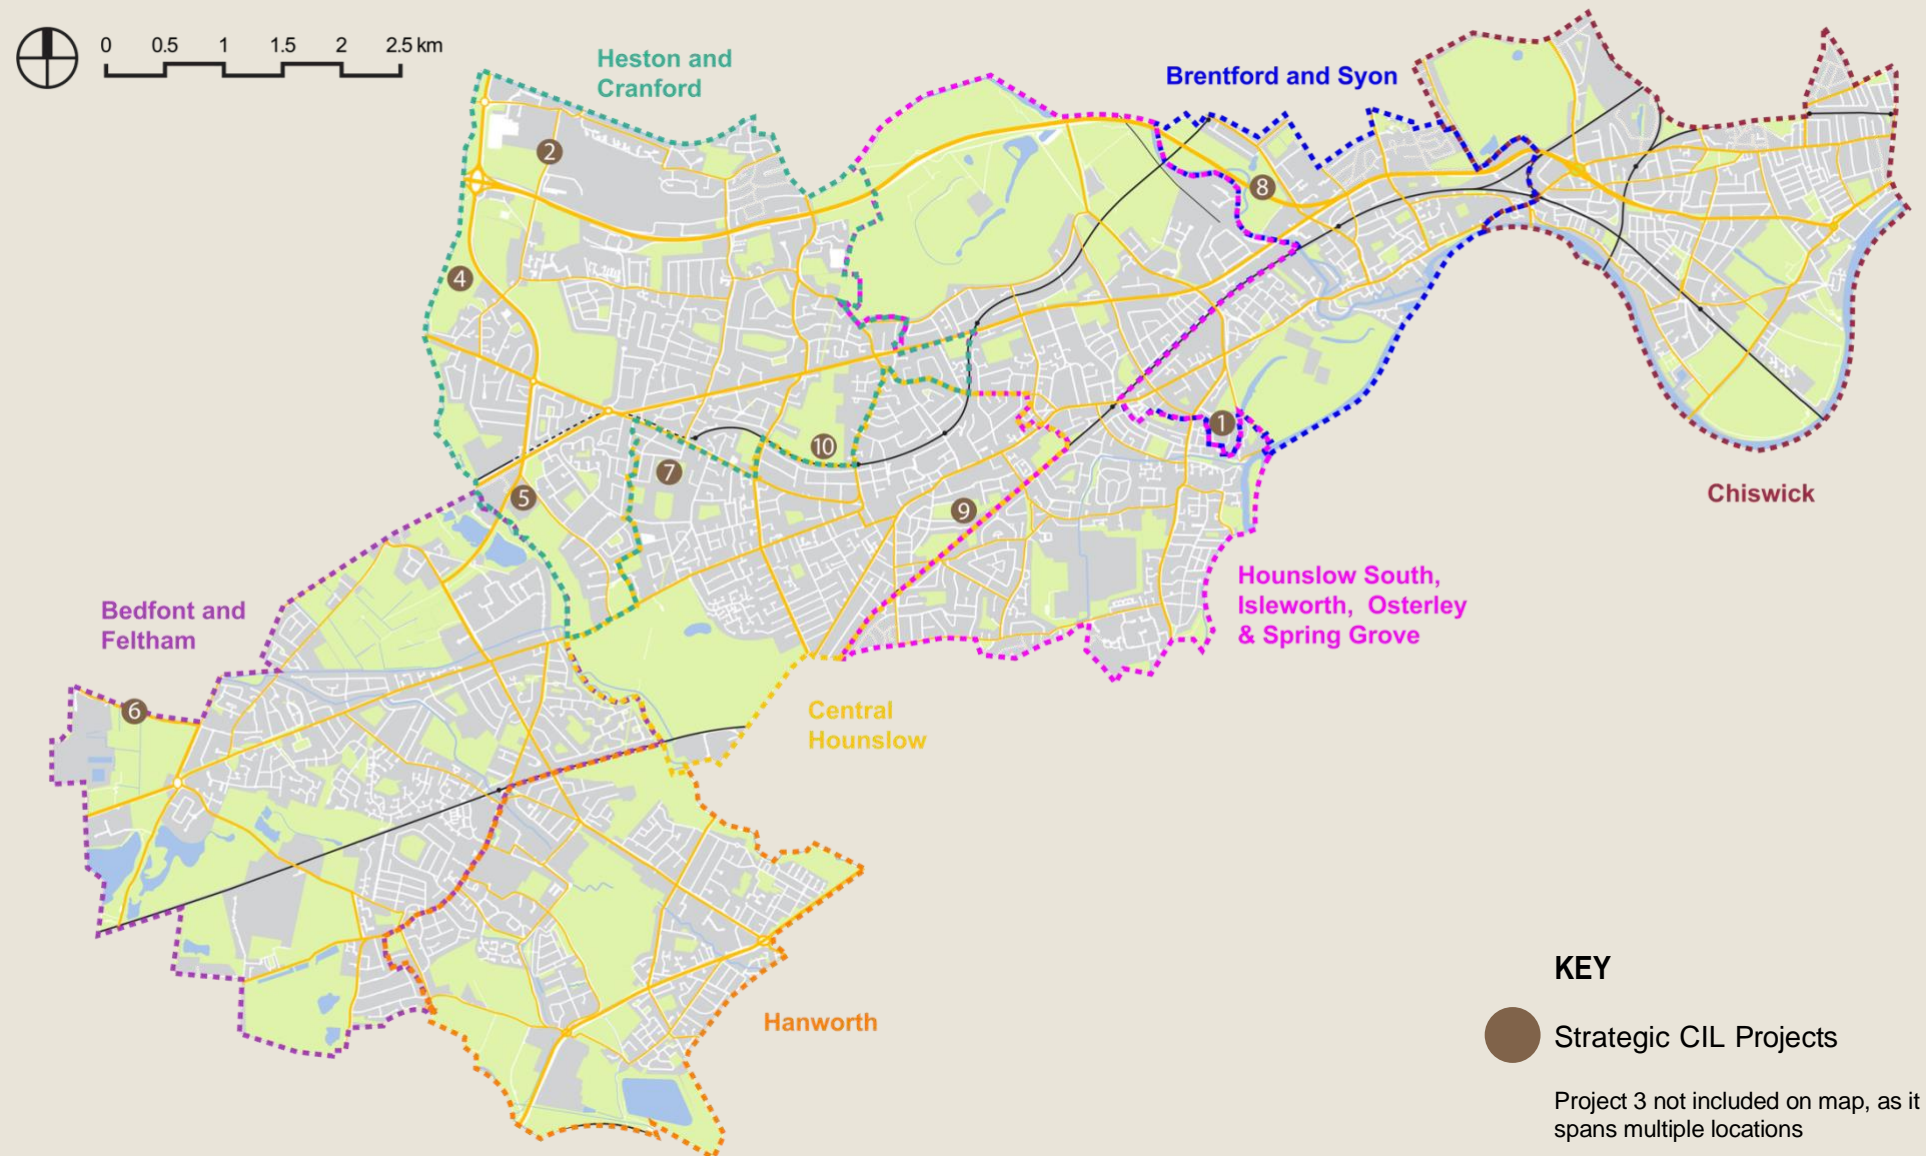 0 0.5 1 1.5 2 2.5 km
Heston and
Cranford
Brentford and Syon
2
8
4
1
10
7
5
9
Chiswick
Hounslow South,
Isleworth, Osterley
& Spring Grove
Bedfont and
Feltham
6
Central
Hounslow
Hanworth
KEY
Strategic CIL Projects
Project 3 not included on map, as it
spans multiple locations